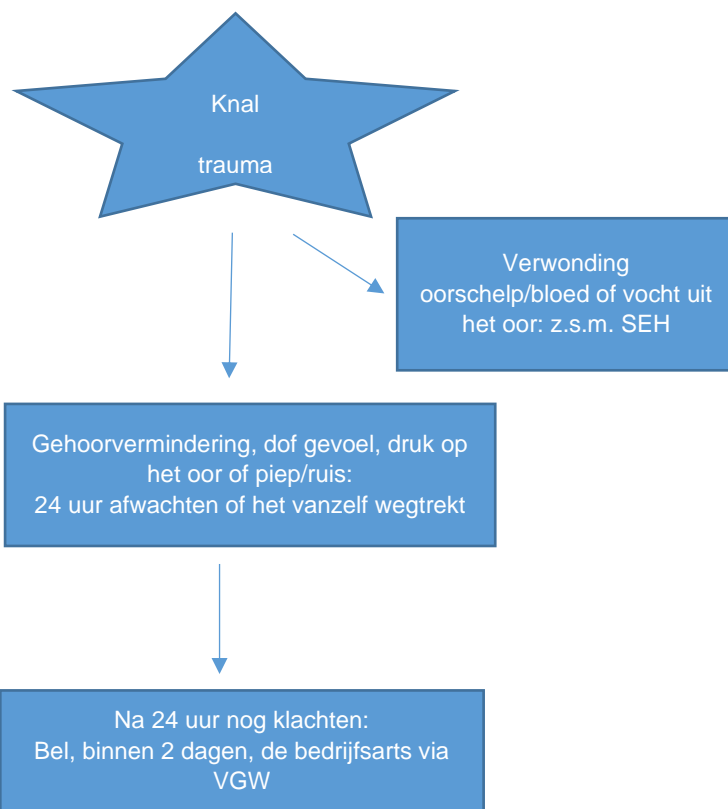 Knal
trauma
Verwonding
oorschelp/bloed of vocht uit
het oor: z.s.m. SEH
Gehoorvermindering, dof gevoel, druk op
het oor of piep/ruis:
24 uur afwachten of het vanzelf wegtrekt
Na 24 uur nog klachten:
Bel, binnen 2 dagen, de bedrijfsarts via
VGW